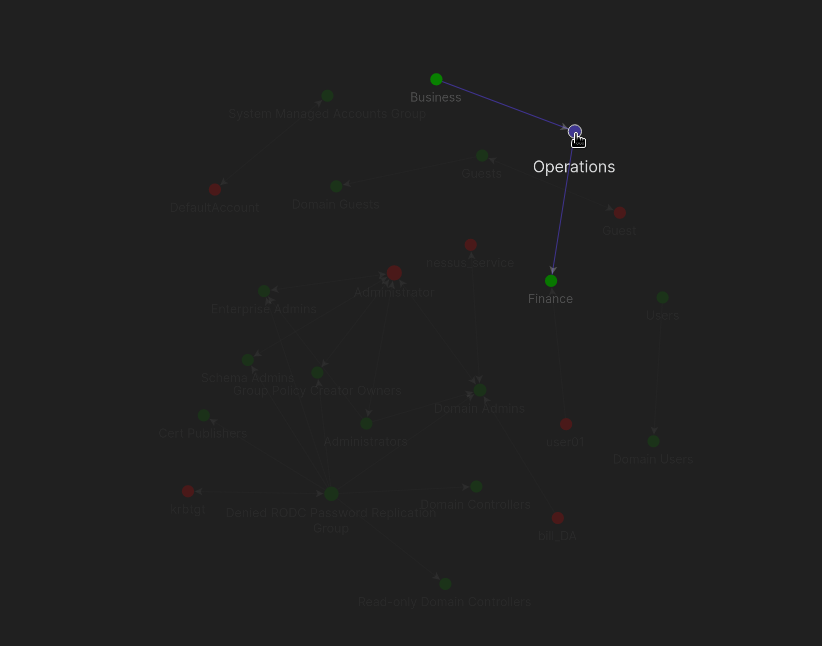 Business
System Managed Accounts Group
Operations
Guests
DefaultAccount
Domain Guests
Guest
nessus_service
Administrator
Finance
Enterprise Admins
Users
Schema Admins
Group Policy Creator Owners
Domain Admins
Cert Publishers
Administrators
user01
Domain Users
krbtgt
Denied RODC Password Replication
Group
Domain Controllers
bill_DA
Read-only Domain Controllers